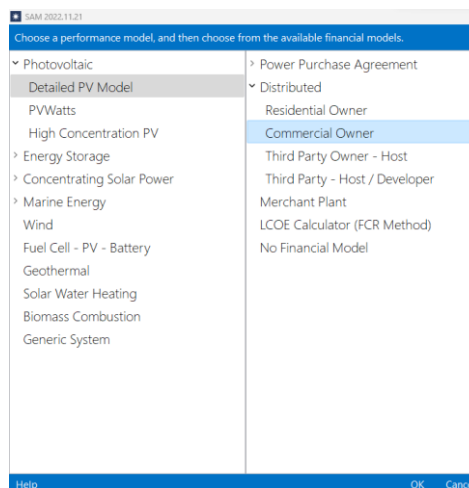 SAM 2022.11.21
Choose a performance model, and then choose from the available financial models.
Photovoltaic
Detailed PV Model
PVWatts
High Concentration PV
Energy Storage
Concentrating Solar Power
Marine Energy
Wind
Fuel Cell - PV - Battery
Geothermal
Solar Water Heating
Biomass Combustion
Generic System
Power Purchase Agreement
Distributed
Residential Owner
Commercial Owner
Third Party Owner - Host
Third Party - Host / Developer
Merchant Plant
LCOE Calculator (FCR Method)
No Financial Model
Help
OK
Canc